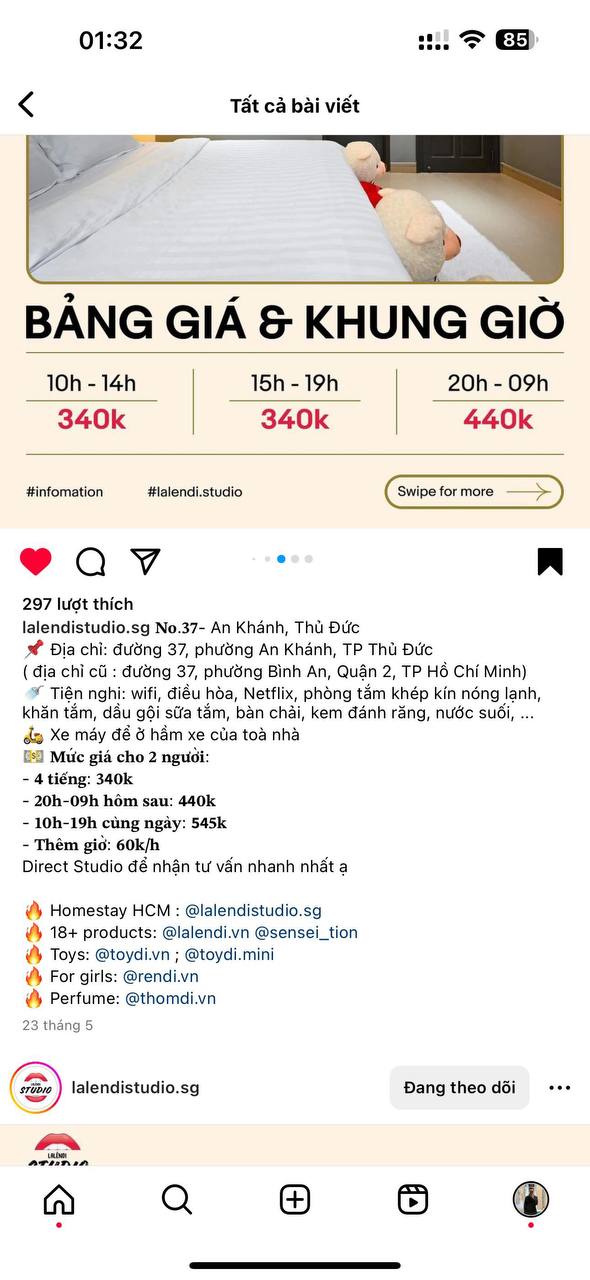 01:32
85
Tất cả bài viết
BẢNG GIÁ & KHUNG GIỜ
10h - 14h
340k
15h - 19h
340k
20h - 09h
440k
#infomation
#lalendi.studio
Swipe for more
297 lượt thích
lalendistudio.sg No.37- An Khánh, Thủ Đức
📌 Địa chỉ: đường 37, phường An Khánh, TP Thủ Đức
( địa chỉ cũ : đường 37, phường Bình An, Quận 2, TP Hồ Chí Minh)
🚿 Tiện nghi: wifi, điều hòa, Netflix, phòng tắm khép kín nóng lạnh,
khăn tắm, dầu gội sữa tắm, bàn chải, kem đánh răng, nước suối, ...
🛵 Xe máy để ở hầm xe của toà nhà
💵 Mức giá cho 2 người:
- 4 tiếng: 340k
- 20h-09h hôm sau: 440k
- 10h-19h cùng ngày: 545k
- Thêm giờ: 60k/h
Direct Studio để nhận tư vấn nhanh nhất ạ
🔥 Homestay HCM : @lalendistudio.sg
🔥 18+ products: @lalendi.vn @sensei_tion
🔥 Toys: @toydi.vn ; @toydi.mini
🔥 For girls: @rendi.vn
🔥 Perfume: @thomdi.vn
23 tháng 5
LALENDI
STUDIO
lalendistudio.sg
Đang theo dõi
LALENDI
STUDIO